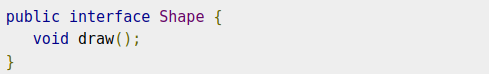 public interface Shape {
   void draw();
}